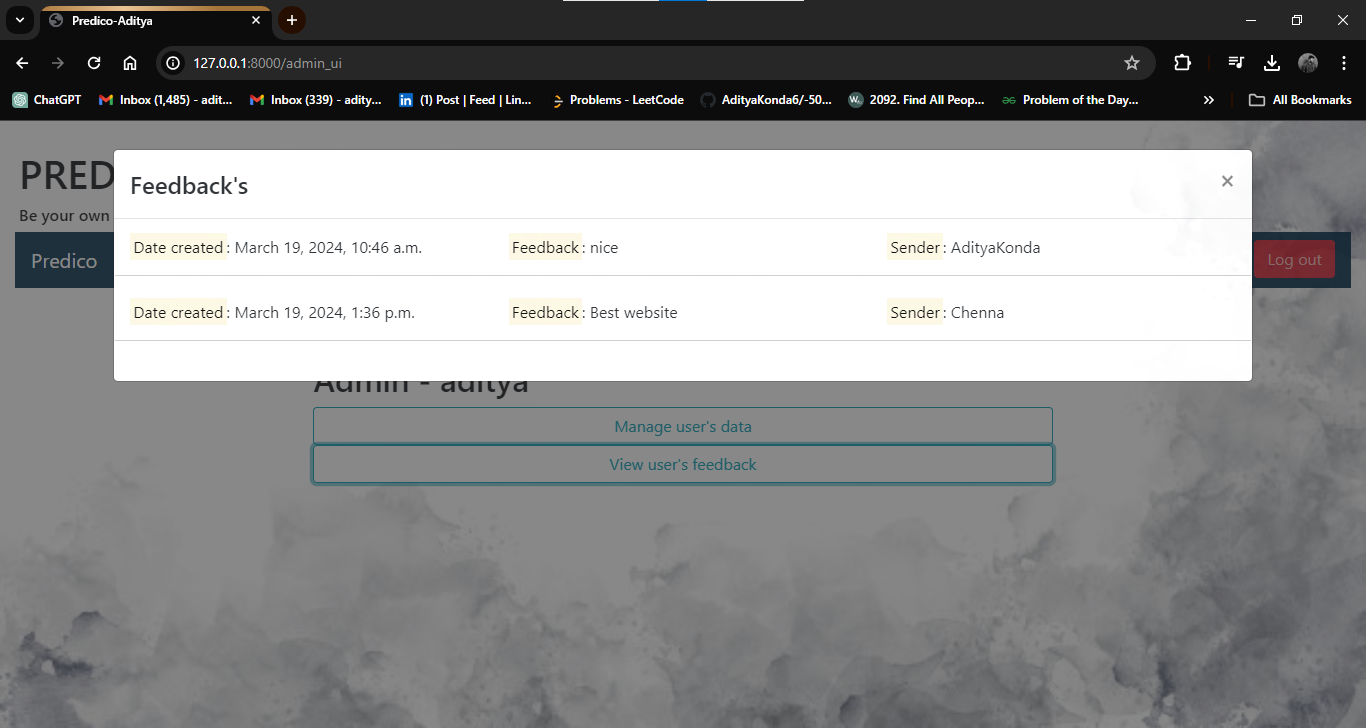 Predico-Aditya
127.0.0.1:8000/admin_ui
ChatGPT Inbox (1,485) - adit... Inbox (339) - adity... (1) Post | Feed | Lin... Problems - LeetCode AdityaKonda6/-50... 2092. Find All Peop... Problem of the Day... » All Bookmarks
PRED
Feedback's ×
Be your own
Date created : March 19, 2024, 10:46 a.m. Feedback : nice Sender : AdityaKonda
Predico Log out
Date created : March 19, 2024, 1:36 p.m. Feedback : Best website Sender : Chenna
Admin - aditya
Manage user's data
View user's feedback